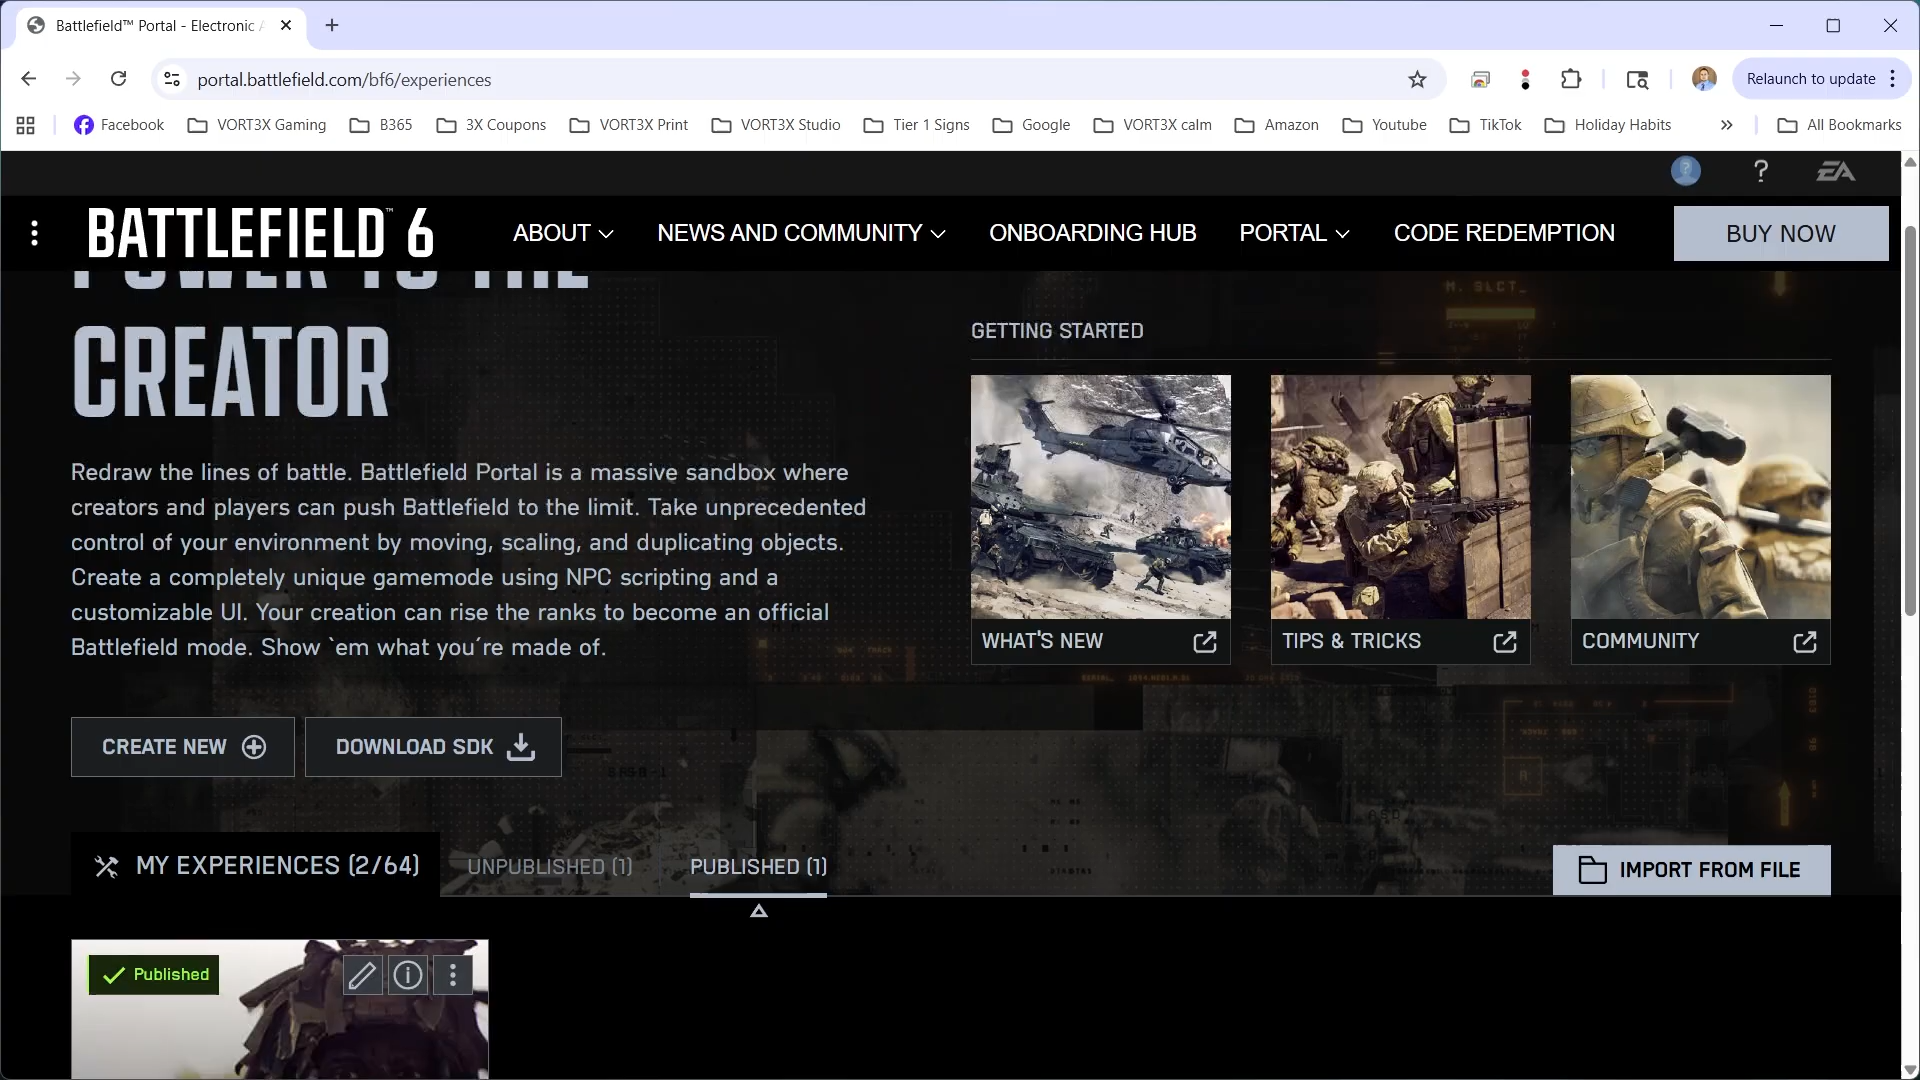 Battlefield™ Portal - Electronic
portal.battlefield.com/bf6/experiences
Relaunch to update
Facebook
VORT3X Gaming
B365
3X Coupons
VORT3X Print
VORT3X Studio
Tier 1 Signs
Google
VORT3X calm
Amazon
Youtube
TikTok
Holiday Habits
All Bookmarks
?
EA
BATTLEFIELD™ 6
ABOUT
NEWS AND COMMUNITY
ONBOARDING HUB
PORTAL
CODE REDEMPTION
BUY NOW
POWER TO THE
CREATOR
Redraw the lines of battle. Battlefield Portal is a massive sandbox where
creators and players can push Battlefield to the limit. Take unprecedented
control of your environment by moving, scaling, and duplicating objects.
Create a completely unique gamemode using NPC scripting and a
customizable UI. Your creation can rise the ranks to become an official
Battlefield mode. Show `em what you´re made of.
M. SLCT_
GETTING STARTED
WHAT'S NEW
TIPS & TRICKS
COMMUNITY
CREATE NEW
DOWNLOAD SDK
MY EXPERIENCES (2/64)
UNPUBLISHED (1)
PUBLISHED (1)
IMPORT FROM FILE
Published